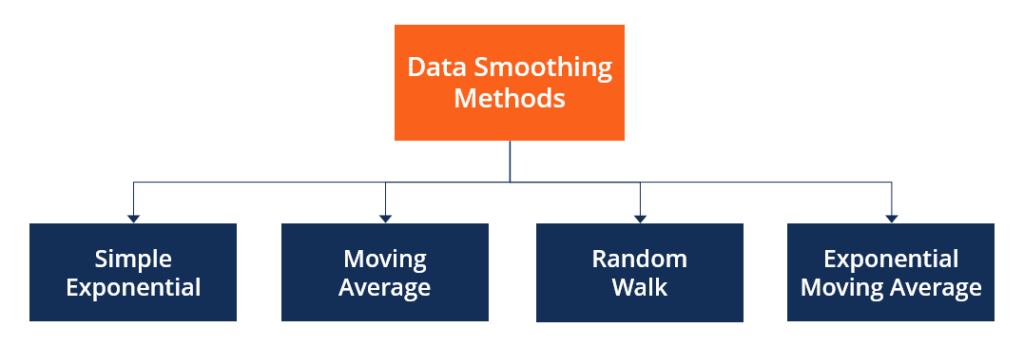 Data Smoothing
Methods
Simple
Exponential
Moving
Average
Random
Walk
Exponential
Moving Average